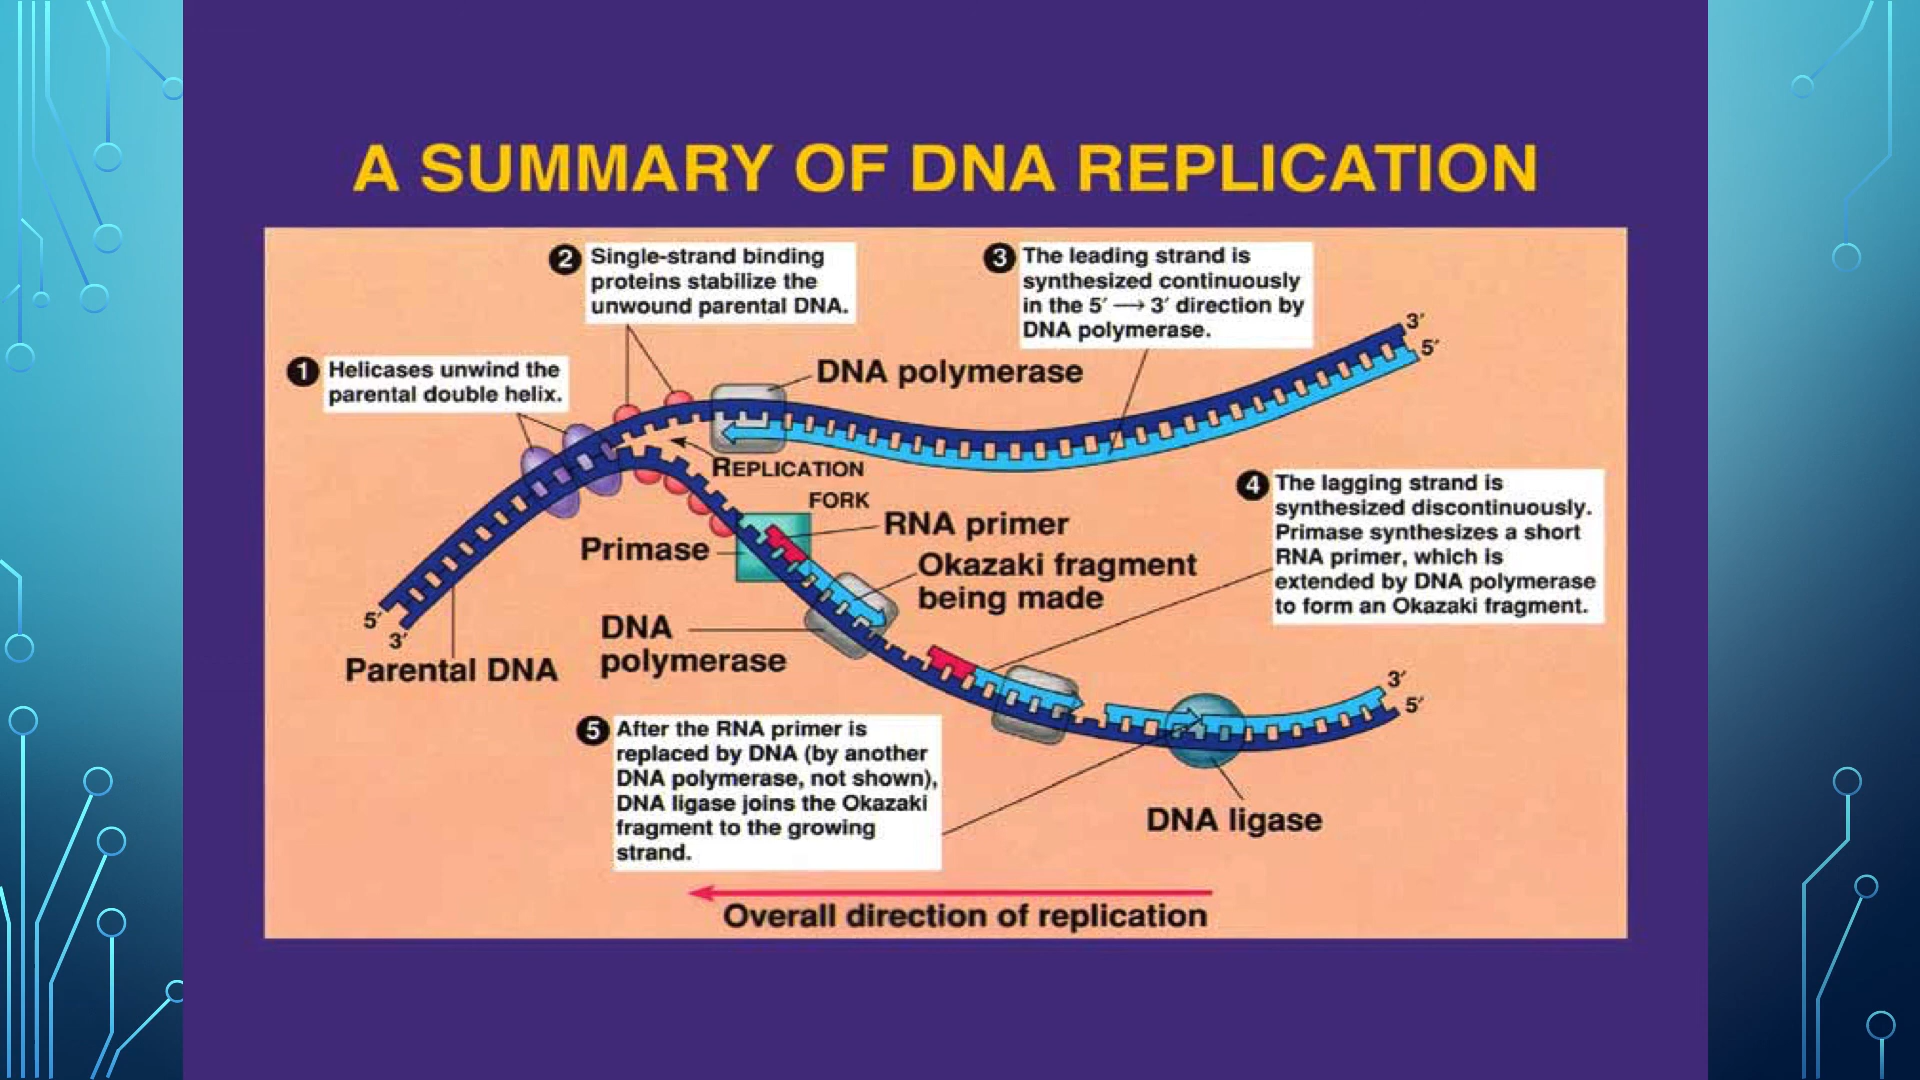 A SUMMARY OF DNA REPLICATION
2 Single-strand binding
proteins stabilize the
unwound parental DNA.
3 The leading strand is
synthesized continuously
in the 5′ → 3′ direction by
DNA polymerase.
1 Helicases unwind the
parental double helix.
DNA polymerase
3′
5′
REPLICATION
FORK
4 The lagging strand is
synthesized discontinuously.
Primase synthesizes a short
RNA primer, which is
extended by DNA polymerase
to form an Okazaki fragment.
RNA primer
Primase
Okazaki fragment
being made
5′
3′
Parental DNA
DNA
polymerase
3′
5′
5 After the RNA primer is
replaced by DNA (by another
DNA polymerase, not shown),
DNA ligase joins the Okazaki
fragment to the growing
strand.
DNA ligase
Overall direction of replication